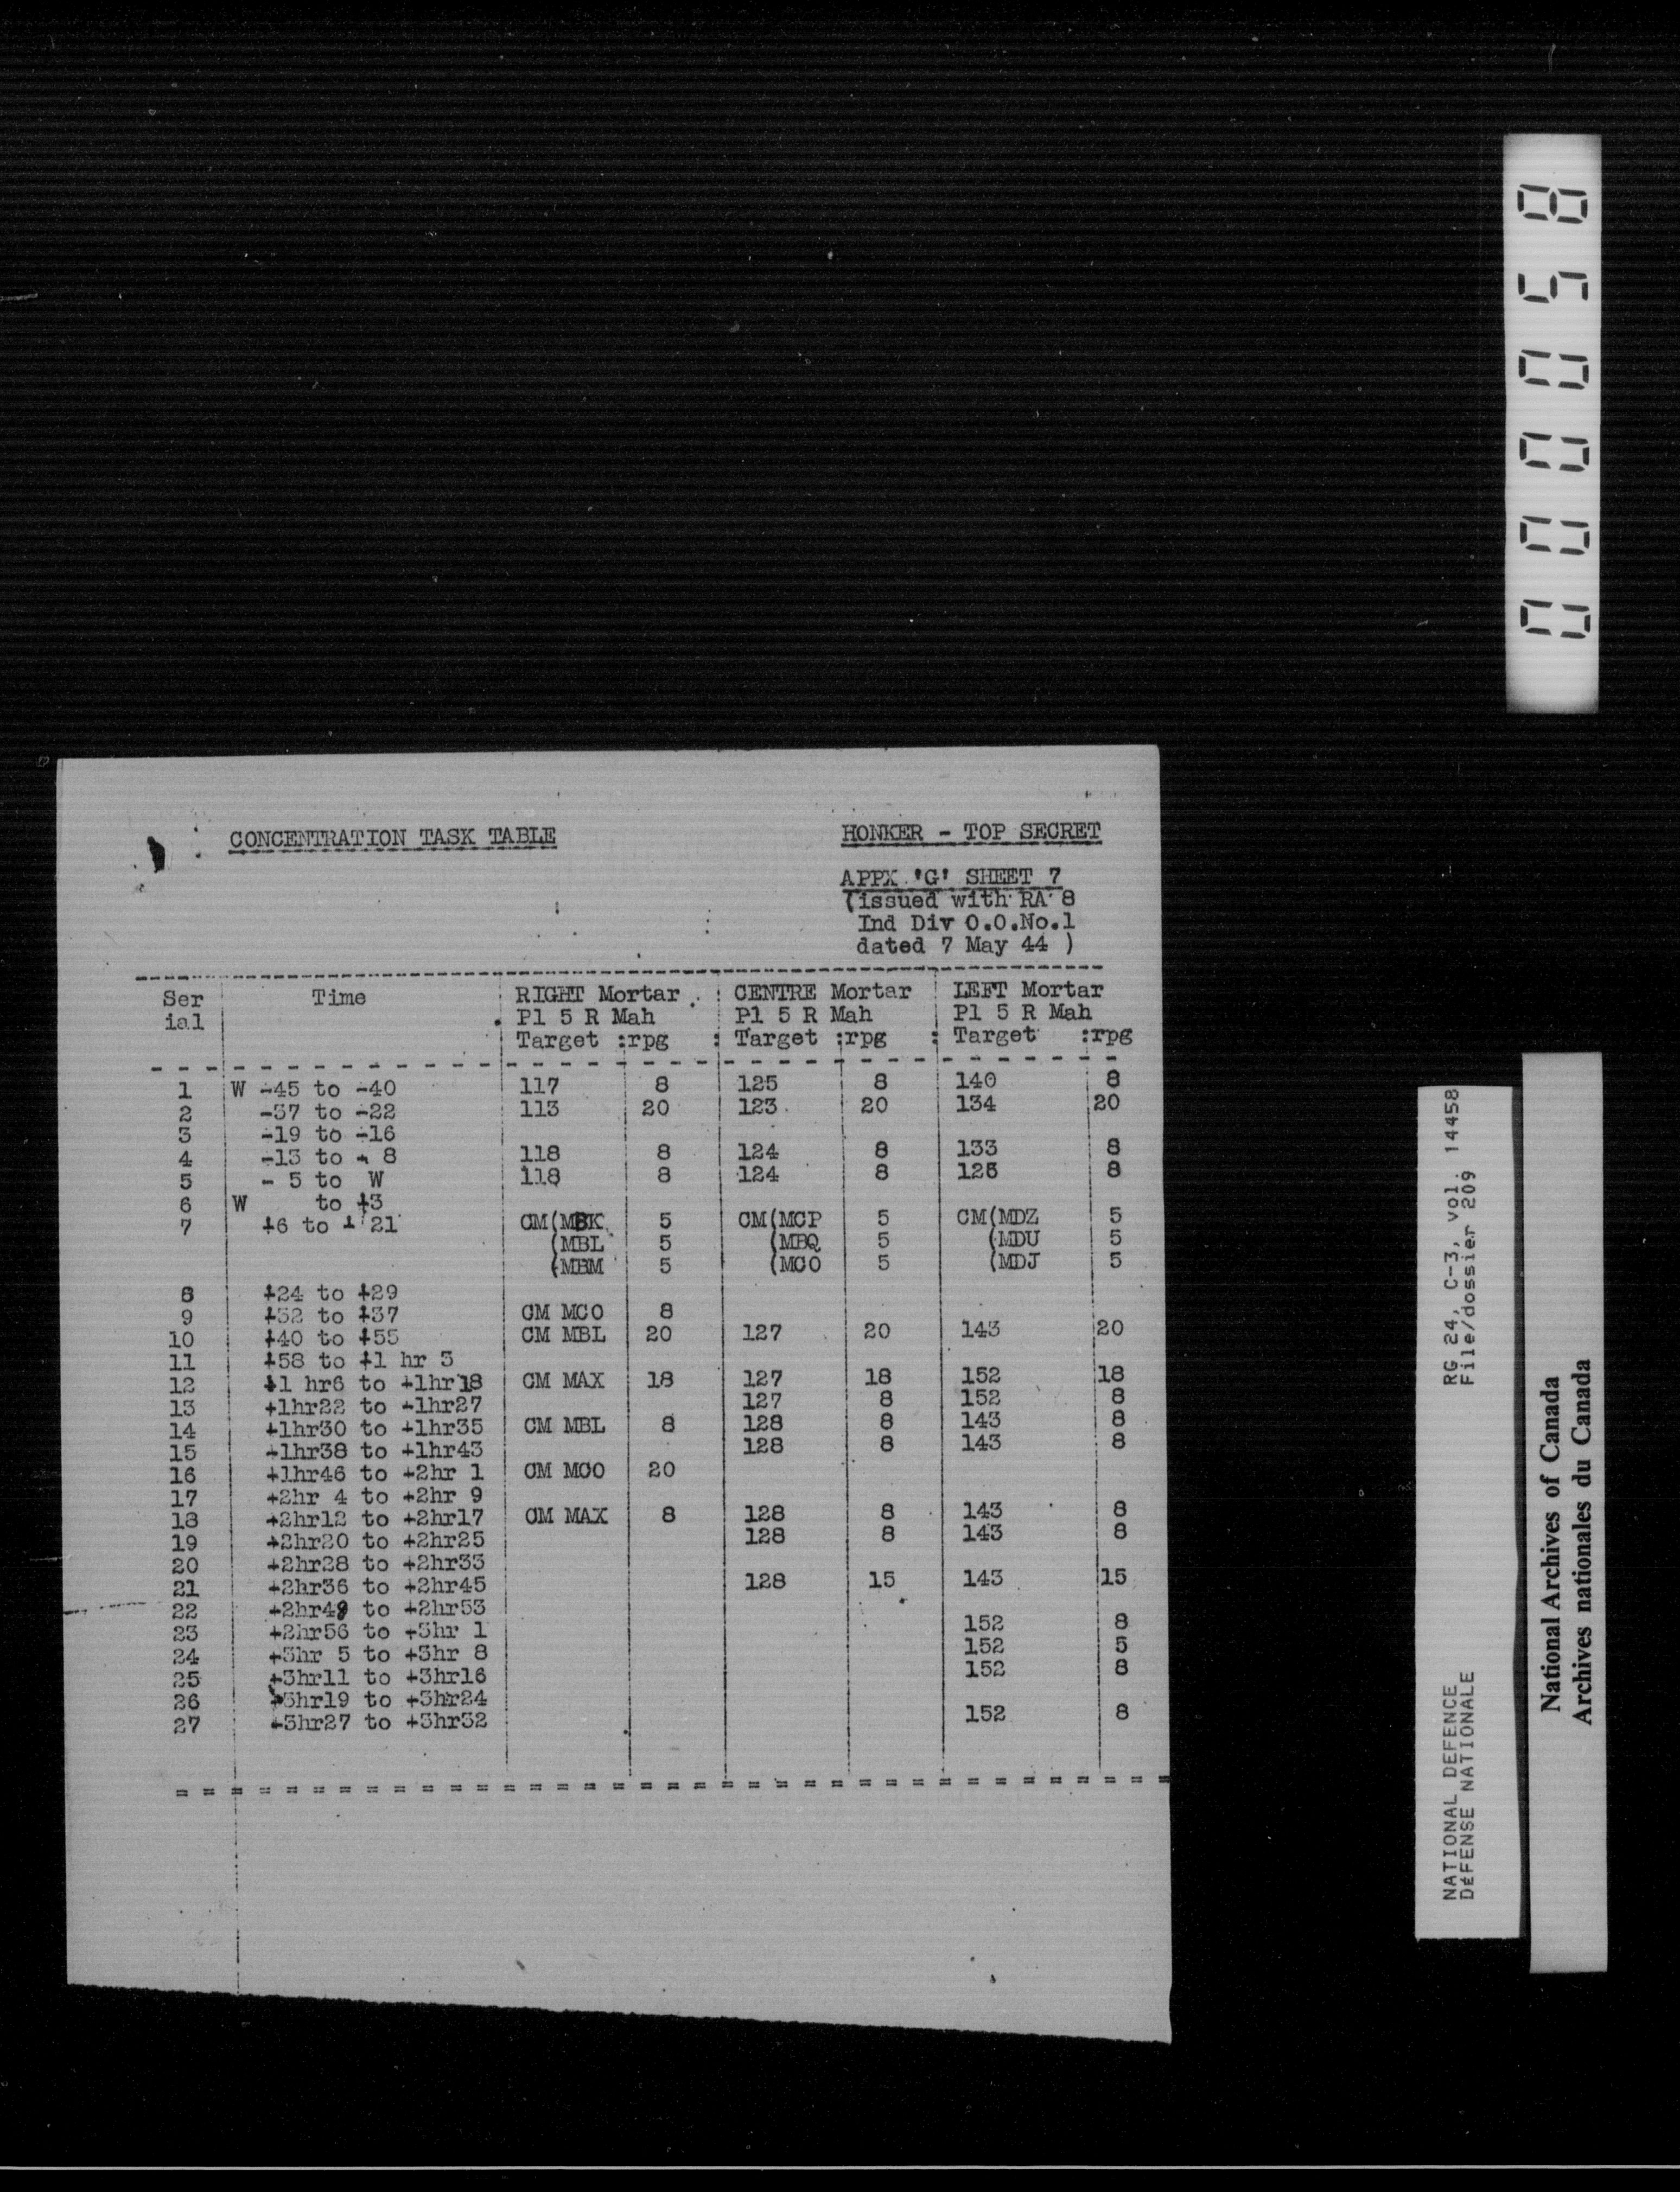 CONCENTRATION TASK TABLE
HONKER - TOP SECRET
APPX 'G' SHEET 7
(issued with RA 8
Ind Div O.O.No.1
dated 7 May 44 )
Ser ial Time RIGHT Mortar Pl 5 R Mah Target :rpg : CENTRE Mortar Pl 5 R Mah Target :rpg : LEFT Mortar Pl 5 R Mah Target :rpg
1 W -45 to -40 117 8 125 8 140 8
2 -37 to -22 113 20 123 20 134 20
3 -19 to -16
4 -13 to - 8 118 8 124 8 133 8
5 - 5 to W 118 8 124 8 126 8
6 W to +3
7 +6 to + 21 CM(MBK 5 CM(MCP 5 CM(MDZ 5
(MBL 5 (MBQ 5 (MDU 5
(MBM 5 (MCO 5 (MDJ 5
8 +24 to +29
9 +32 to +37 CM MCO 8
10 +40 to +55 CM MBL 20 127 20 143 20
11 +58 to +1 hr 3
12 +1 hr6 to +1hr18 CM MAX 18 127 18 152 18
13 +1hr22 to +1hr27 127 8 152 8
14 +1hr30 to +1hr35 CM MBL 8 128 8 143 8
15 +1hr38 to +1hr43 128 8 143 8
16 +1hr46 to +2hr 1 CM MCO 20
17 +2hr 4 to +2hr 9
18 +2hr12 to +2hr17 CM MAX 8 128 8 143 8
19 +2hr20 to +2hr25 128 8 143 8
20 +2hr28 to +2hr33
21 +2hr36 to +2hr45 128 15 143 15
22 +2hr49 to +2hr53
23 +2hr56 to +3hr 1 152 8
24 +3hr 5 to +3hr 8 152 5
25 +3hr11 to +3hr16 152 8
26 +3hr19 to +3hr24
27 +3hr27 to +3hr32 152 8
000058
NATIONAL DEFENCE RG 24, C-3, vol. 14458
DÉFENSE NATIONALE File/dossier 209
National Archives of Canada
Archives nationales du Canada